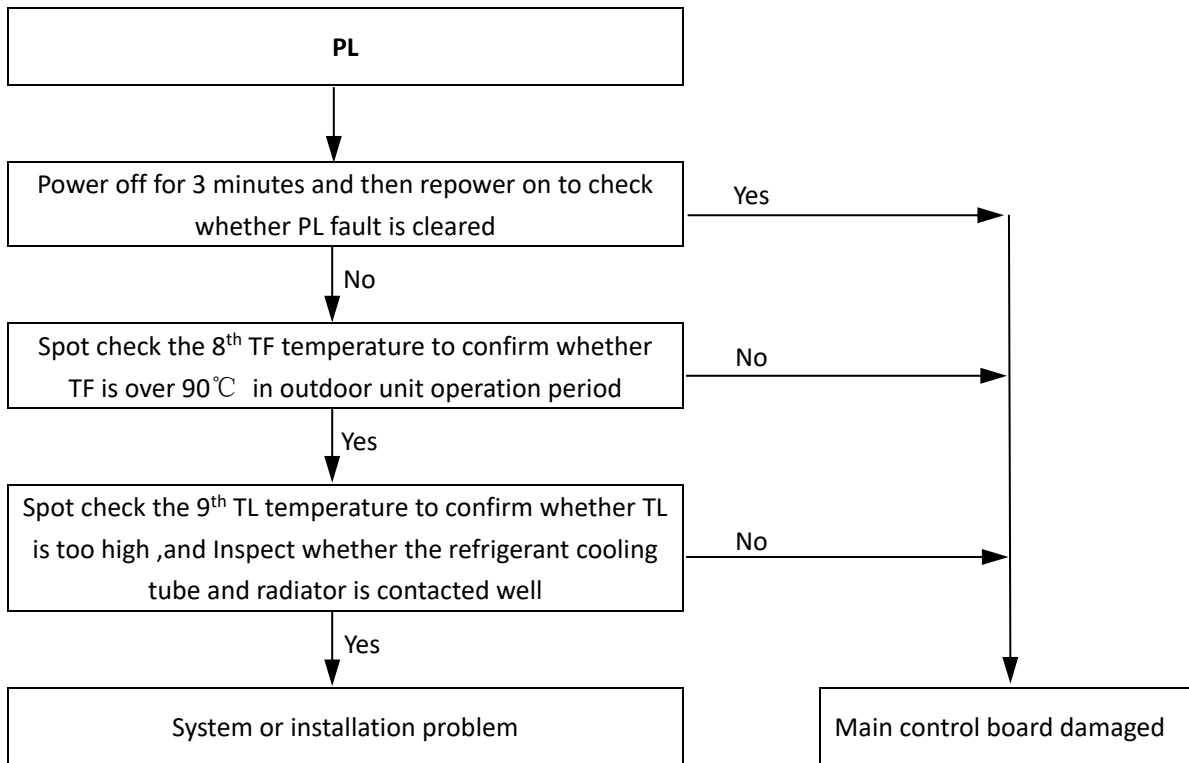 PL
Power off for 3 minutes and then repower on to check
whether PL fault is cleared
Yes
No
Spot check the 8th TF temperature to confirm whether
TF is over 90℃ in outdoor unit operation period
No
Yes
Spot check the 9th TL temperature to confirm whether TL
is too high ,and Inspect whether the refrigerant cooling
tube and radiator is contacted well
No
Yes
System or installation problem
Main control board damaged